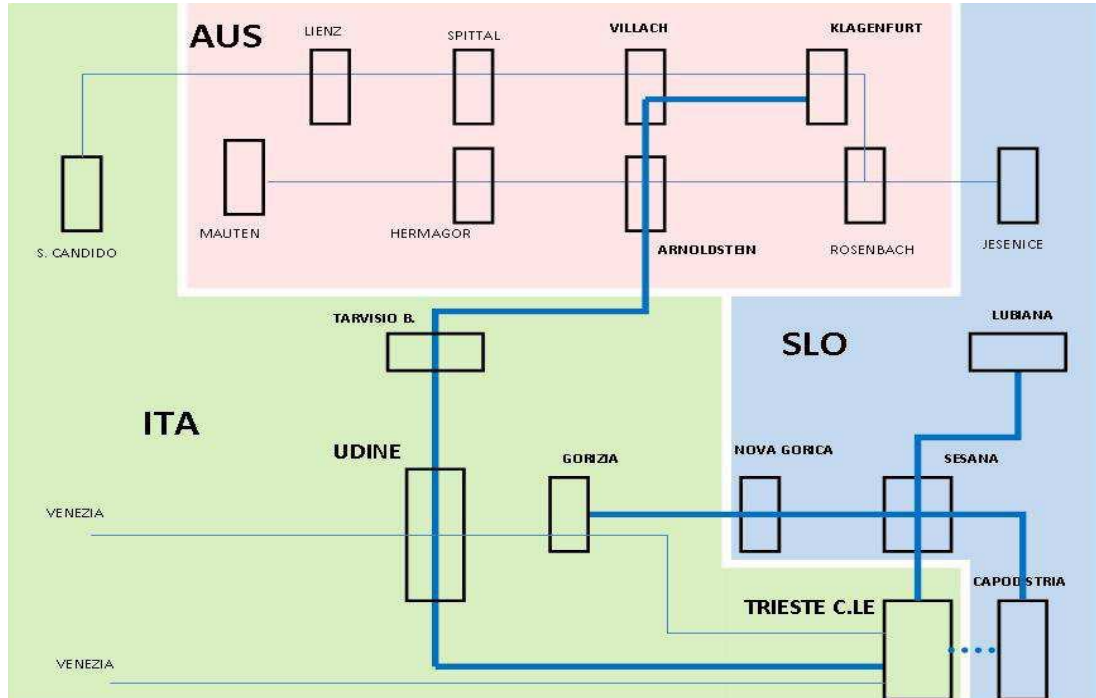 AUS
LIENZ
SPITTAL
VILLACH
KLAGENFURT
S. CANDIDO
MAUTEN
HERMAGOR
ARNOLDSTEIN
ROSENBACH
JESENICE
TARVISIO B.
LUBIANA
SLO
ITA
UDINE
GORIZIA
NOVA GORICA
SESANA
VENEZIA
TRIESTE C.LE
CAPODISTRIA
VENEZIA